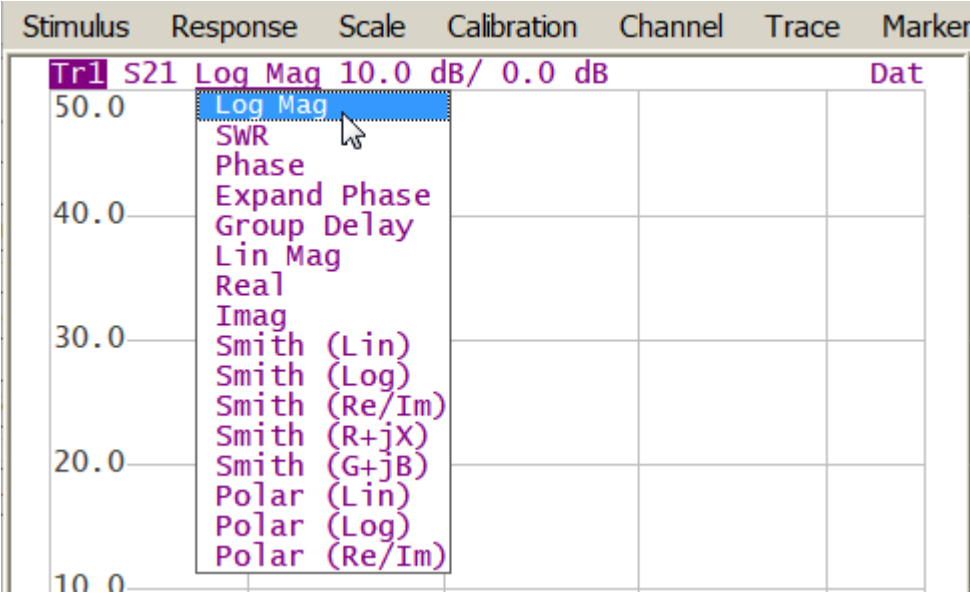 Stimulus Response Scale Calibration Channel Trace Marker
Tr1 S21 Log Mag 10.0 dB/ 0.0 dB Dat
50.0
Log Mag
SWR
Phase
Expand Phase
40.0
Group Delay
Lin Mag
Real
Imag
30.0
Smith (Lin)
Smith (Log)
Smith (Re/Im)
Smith (R+jX)
20.0
Smith (G+jB)
Polar (Lin)
Polar (Log)
Polar (Re/Im)
10.0